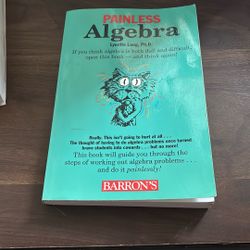 PAINLESS
Algebra
Lynette Long, Ph.D.
If you think algebra is both dull and difficult,
open this book — and think again!
Really. This isn't going to hurt at all . . .
The thought of having to do algebra problems once turned
brave students into cowards . . . but no more!
This book will guide you through the
steps of working out algebra problems . . .
and do it painlessly!
BARRON'S